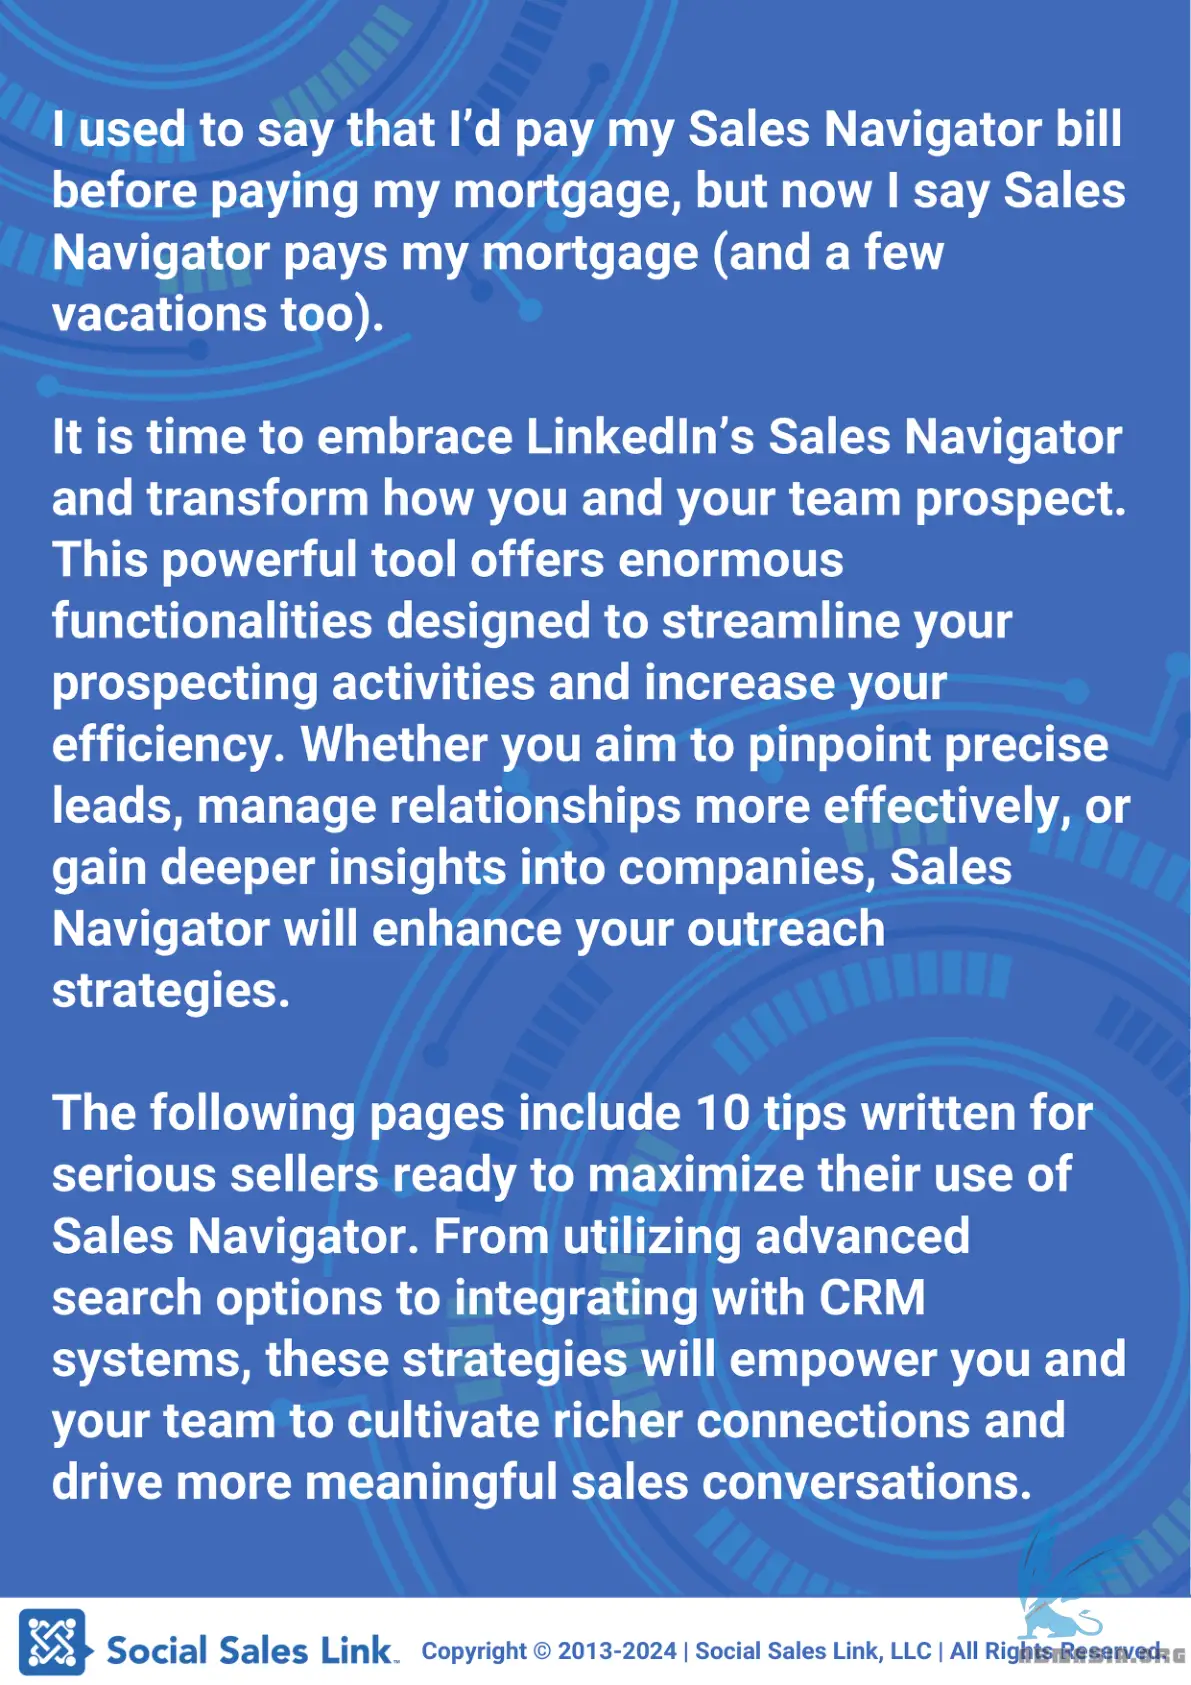 I used to say that I’d pay my Sales Navigator bill
before paying my mortgage, but now I say Sales
Navigator pays my mortgage (and a few
vacations too).
It is time to embrace LinkedIn’s Sales Navigator
and transform how you and your team prospect.
This powerful tool offers enormous
functionalities designed to streamline your
prospecting activities and increase your
efficiency. Whether you aim to pinpoint precise
leads, manage relationships more effectively, or
gain deeper insights into companies, Sales
Navigator will enhance your outreach
strategies.
The following pages include 10 tips written for
serious sellers ready to maximize their use of
Sales Navigator. From utilizing advanced
search options to integrating with CRM
systems, these strategies will empower you and
your team to cultivate richer connections and
drive more meaningful sales conversations.
Social Sales Link™ Copyright © 2013-2024 | Social Sales Link, LLC | All Rights Reserved.